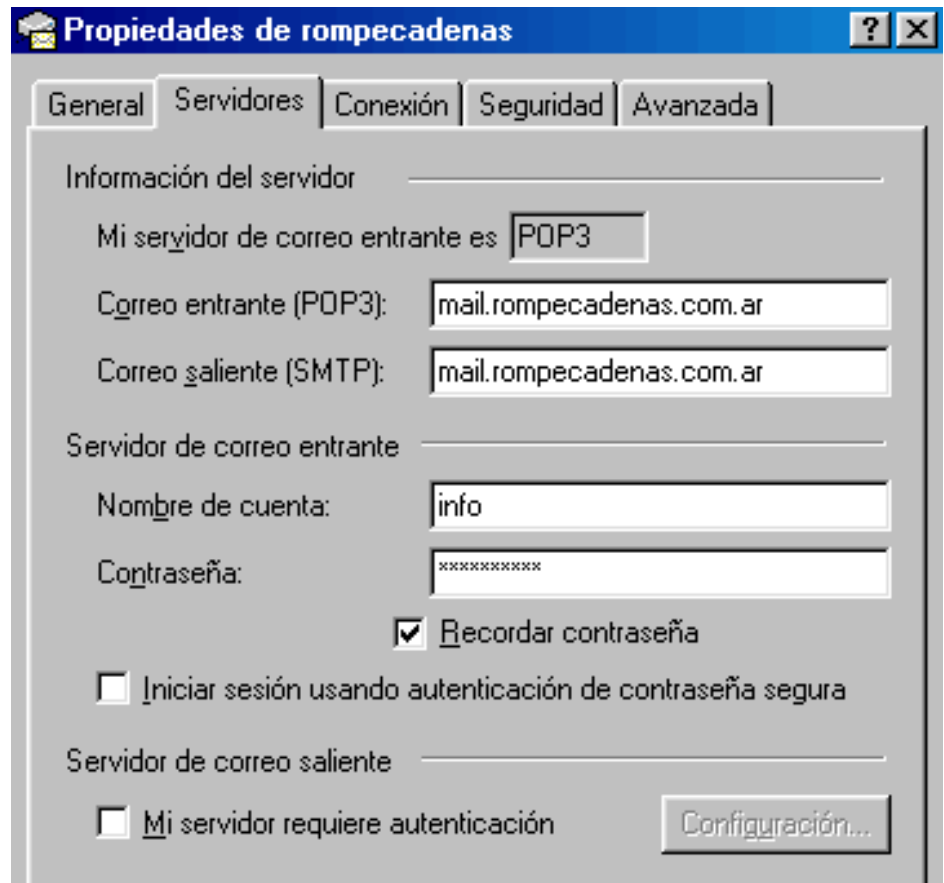 Propiedades de rompecadenas
General Servidores Conexión Seguridad Avanzada
Información del servidor
Mi servidor de correo entrante es POP3
Correo entrante (POP3): mail.rompecadenas.com.ar
Correo saliente (SMTP): mail.rompecadenas.com.ar
Servidor de correo entrante
Nombre de cuenta: info
Contraseña: **********
Recordar contraseña
Iniciar sesión usando autenticación de contraseña segura
Servidor de correo saliente
Mi servidor requiere autenticación Configuración...